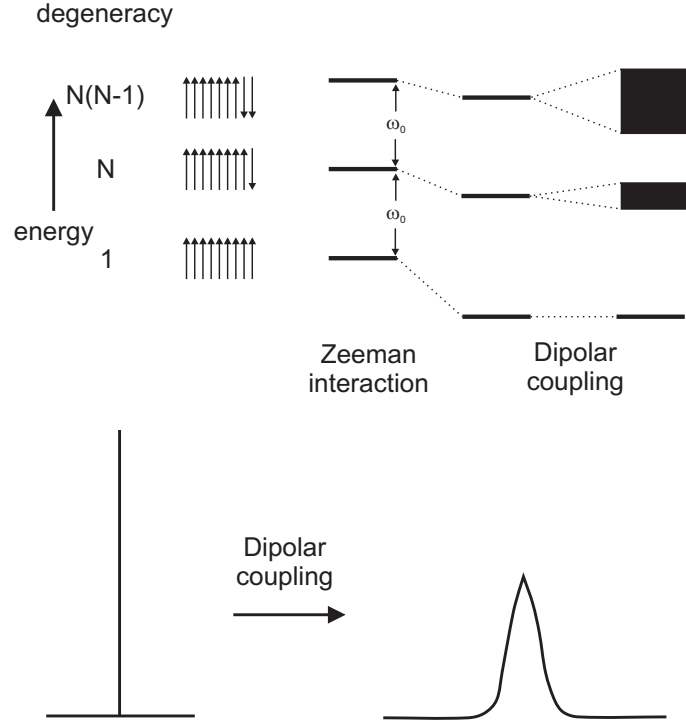 degeneracy
N(N-1)
ω₀
N
ω₀
energy
1
Zeeman
interaction
Dipolar
coupling
Dipolar
coupling